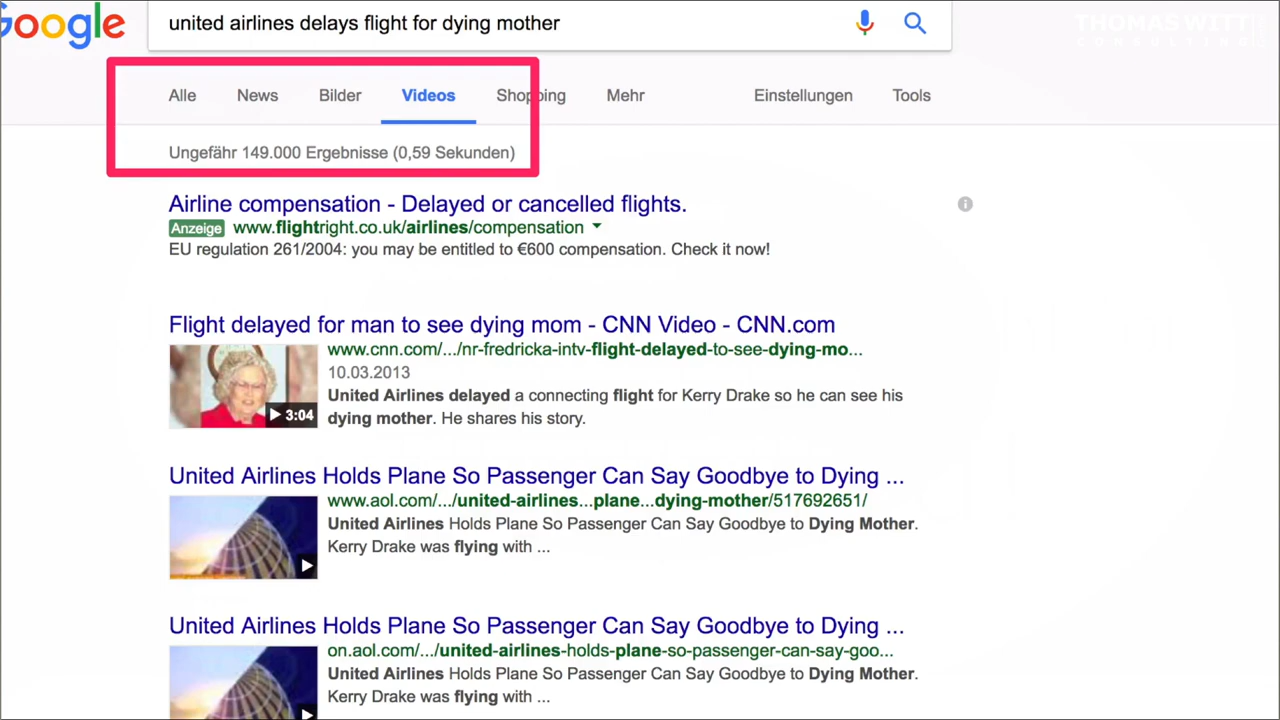 Google
united airlines delays flight for dying mother
THOMAS WITT
CONSULTING
Alle News Bilder Videos Shopping Mehr Einstellungen Tools
Ungefähr 149.000 Ergebnisse (0,59 Sekunden)
Airline compensation - Delayed or cancelled flights.
Anzeige www.flightright.co.uk/airlines/compensation
EU regulation 261/2004: you may be entitled to €600 compensation. Check it now!
Flight delayed for man to see dying mom - CNN Video - CNN.com
www.cnn.com/.../nr-fredricka-intv-flight-delayed-to-see-dying-mo...
10.03.2013
United Airlines delayed a connecting flight for Kerry Drake so he can see his
3:04
dying mother. He shares his story.
United Airlines Holds Plane So Passenger Can Say Goodbye to Dying ...
www.aol.com/.../united-airlines...plane...dying-mother/517692651/
United Airlines Holds Plane So Passenger Can Say Goodbye to Dying Mother.
Kerry Drake was flying with ...
United Airlines Holds Plane So Passenger Can Say Goodbye to Dying ...
on.aol.com/.../united-airlines-holds-plane-so-passenger-can-say-goo...
United Airlines Holds Plane So Passenger Can Say Goodbye to Dying Mother.
Kerry Drake was flying with ...